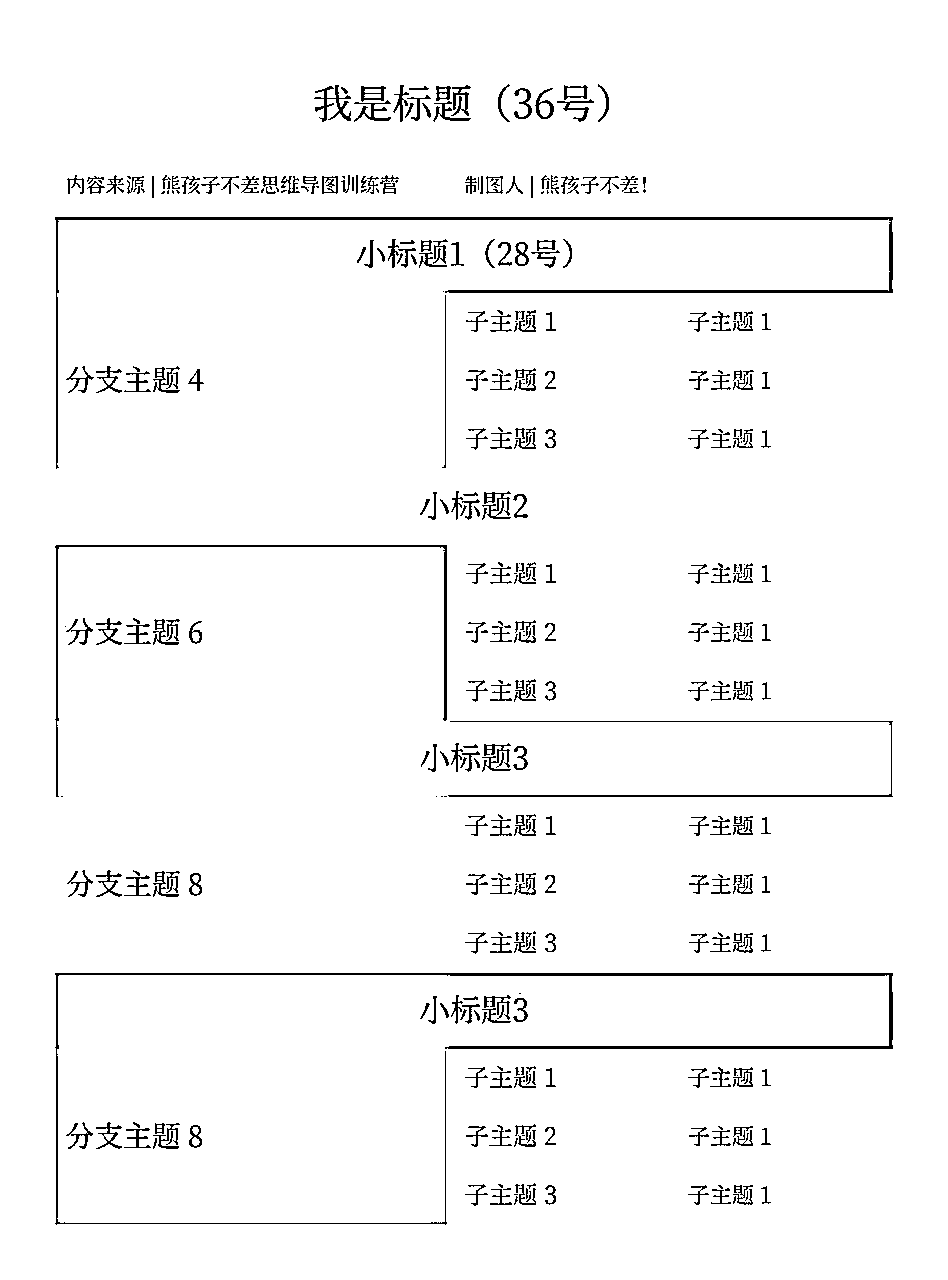 我是标题（36号）
内容来源 | 熊孩子不差思维导图训练营 制图人 | 熊孩子不差！
小标题1（28号）
子主题 1 子主题 1
分支主题 4 子主题 2 子主题 1
子主题 3 子主题 1
小标题2
子主题 1 子主题 1
分支主题 6 子主题 2 子主题 1
子主题 3 子主题 1
小标题3
子主题 1 子主题 1
分支主题 8 子主题 2 子主题 1
子主题 3 子主题 1
小标题3
子主题 1 子主题 1
分支主题 8 子主题 2 子主题 1
子主题 3 子主题 1